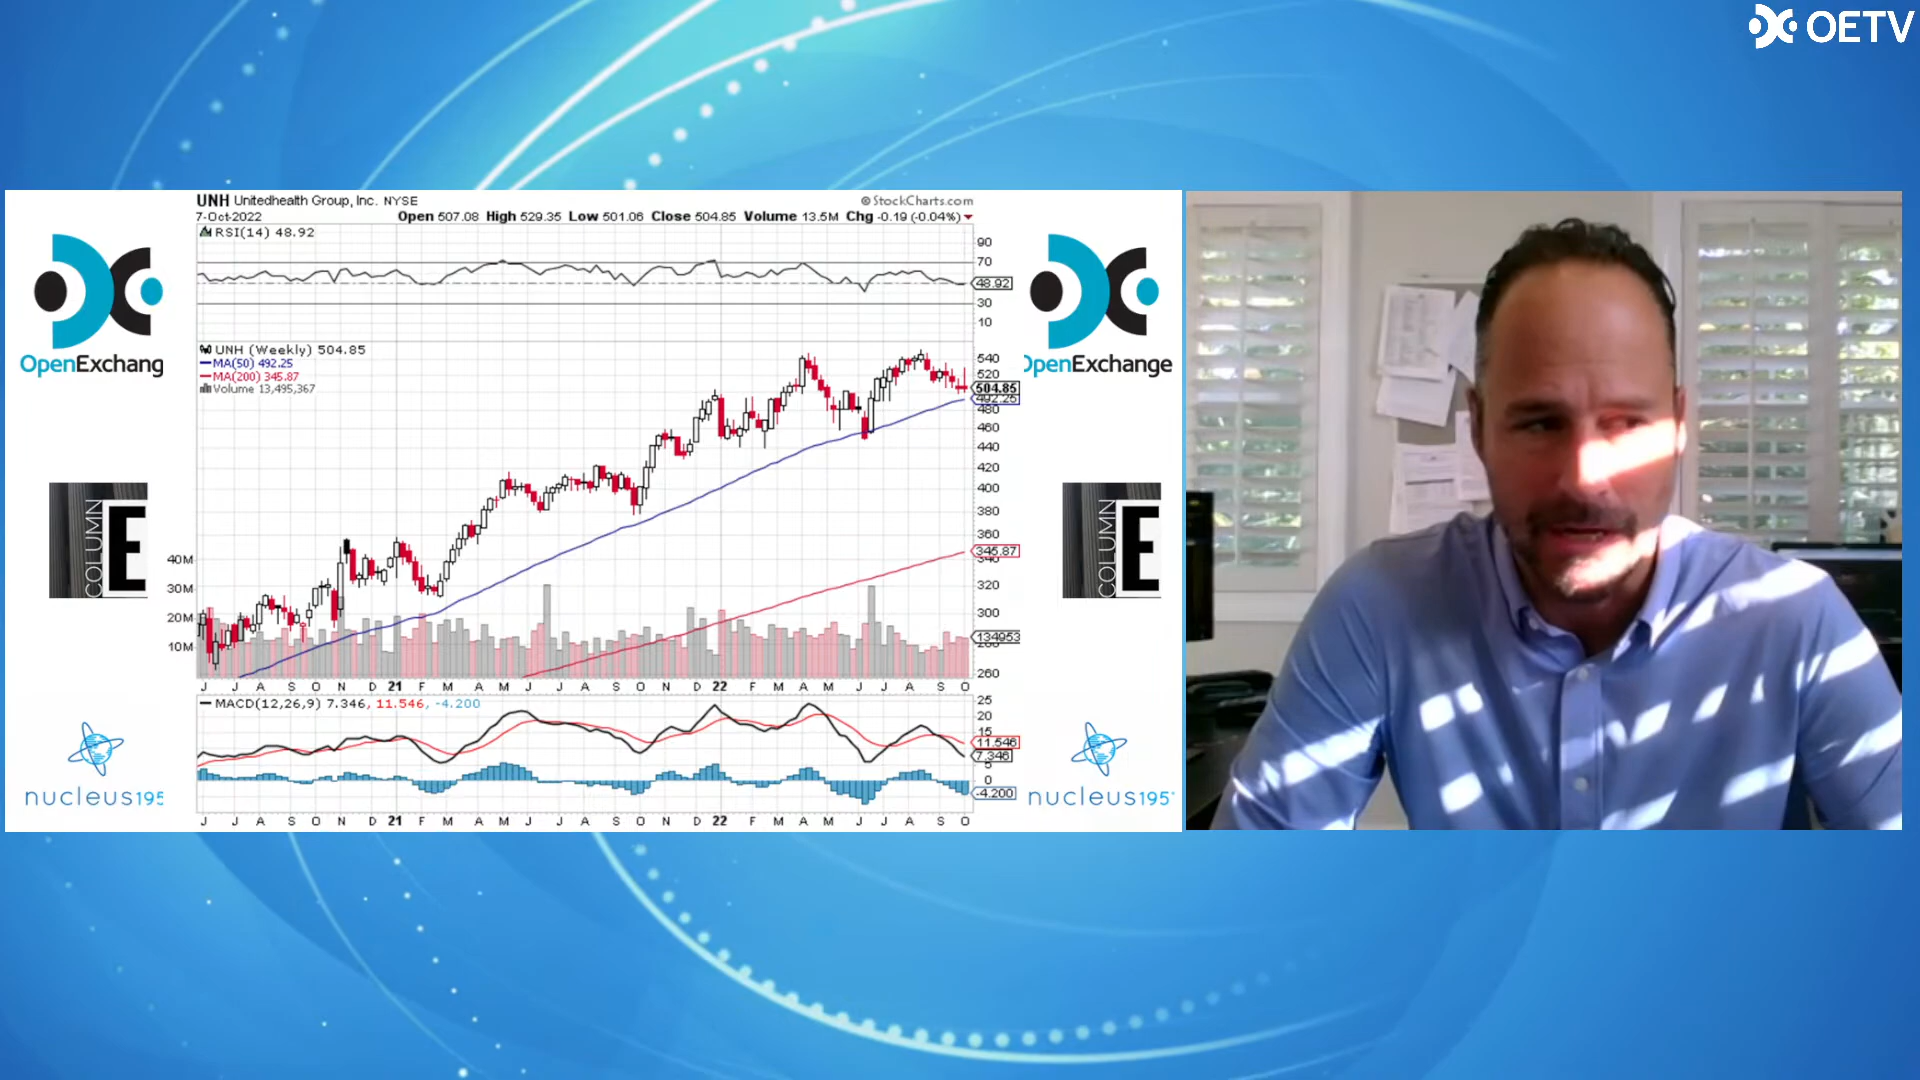 OETV
UNH Unitedhealth Group, Inc. NYSE
© StockCharts.com
7-Oct-2022
Open 507.08 High 529.35 Low 501.06 Close 504.85 Volume 13.5M Chg -0.19 (-0.04%)
RSI(14) 48.92
90
70
48.92
30
10
OpenExchang
OpenExchange
UNH (Weekly) 504.85
MA(50) 492.25
MA(200) 345.87
Volume 13,495,367
540
520
504.85
492.25
480
460
440
420
400
380
360
345.87
340
320
300
134953
280
260
40M
30M
20M
10M
COLUMN
E
COLUMN
E
J J A S O N D 21 F M A M J J A S O N D 22 F M A M J J A S O
MACD(12,26,9) 7.346, 11.546, -4.200
25
20
15
11.546
7.346
5
0
-4.200
J J A S O N D 21 F M A M J J A S O N D 22 F M A M J J A S O
nucleus195
nucleus195